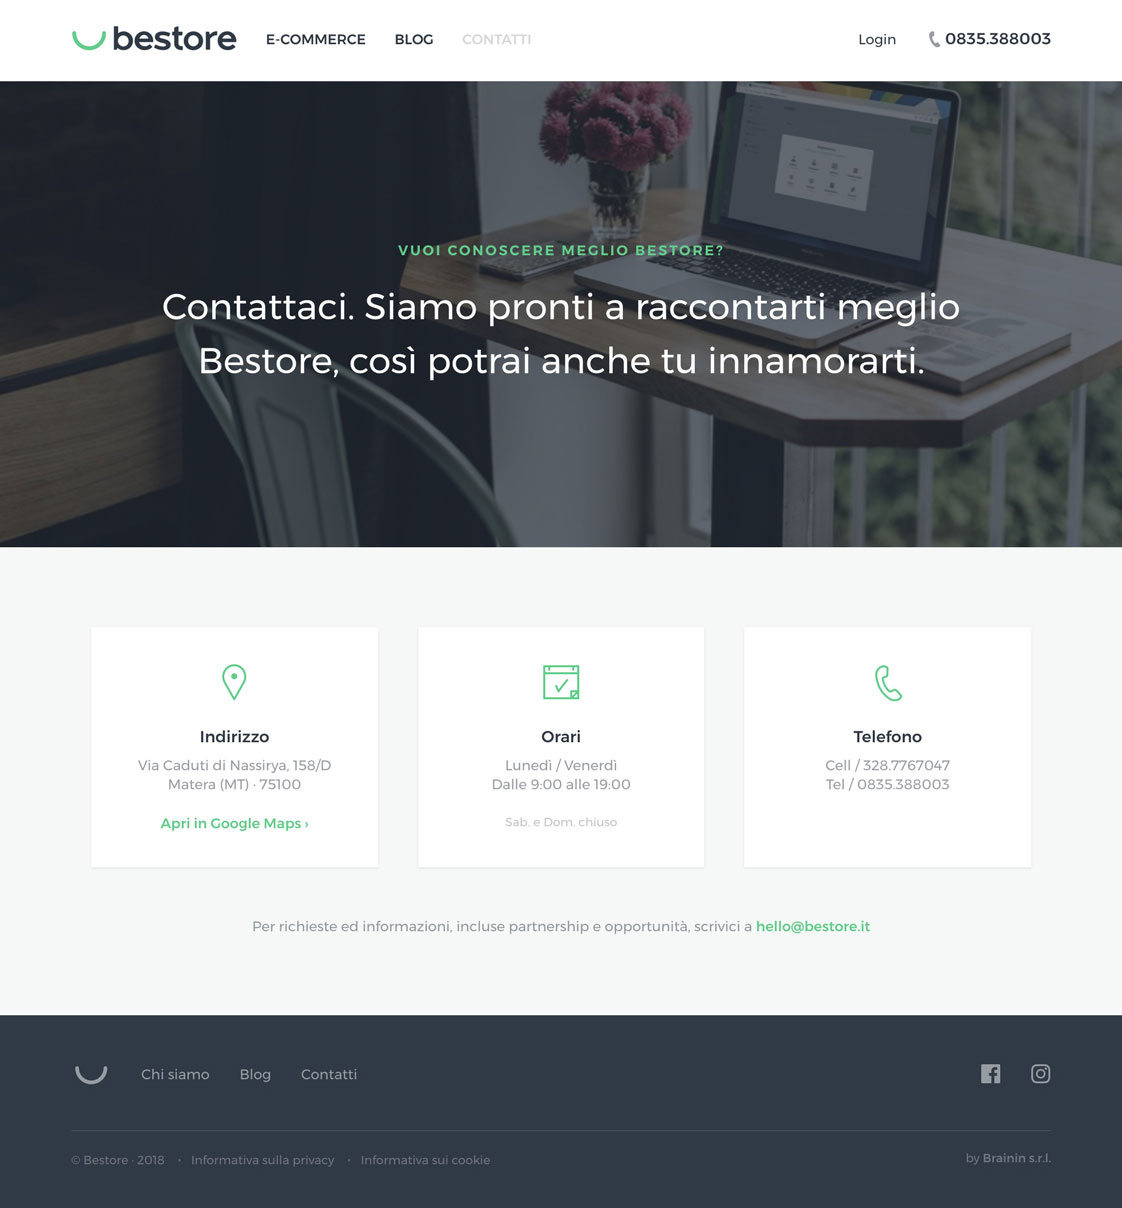 bestore E-COMMERCE BLOG CONTATTI Login 0835.388003
VUOI CONOSCERE MEGLIO BESTORE?
Contattaci. Siamo pronti a raccontarti meglio
Bestore, così potrai anche tu innamorarti.
Indirizzo
Via Caduti di Nassirya, 158/D
Matera (MT) · 75100
Apri in Google Maps ›
Orari
Lunedì / Venerdì
Dalle 9:00 alle 19:00
Sab. e Dom. chiuso
Telefono
Cell / 328.7767047
Tel / 0835.388003
Per richieste ed informazioni, incluse partnership e opportunità, scrivici a hello@bestore.it
Chi siamo Blog Contatti
© Bestore · 2018 · Informativa sulla privacy · Informativa sui cookie
by Brainin s.r.l.